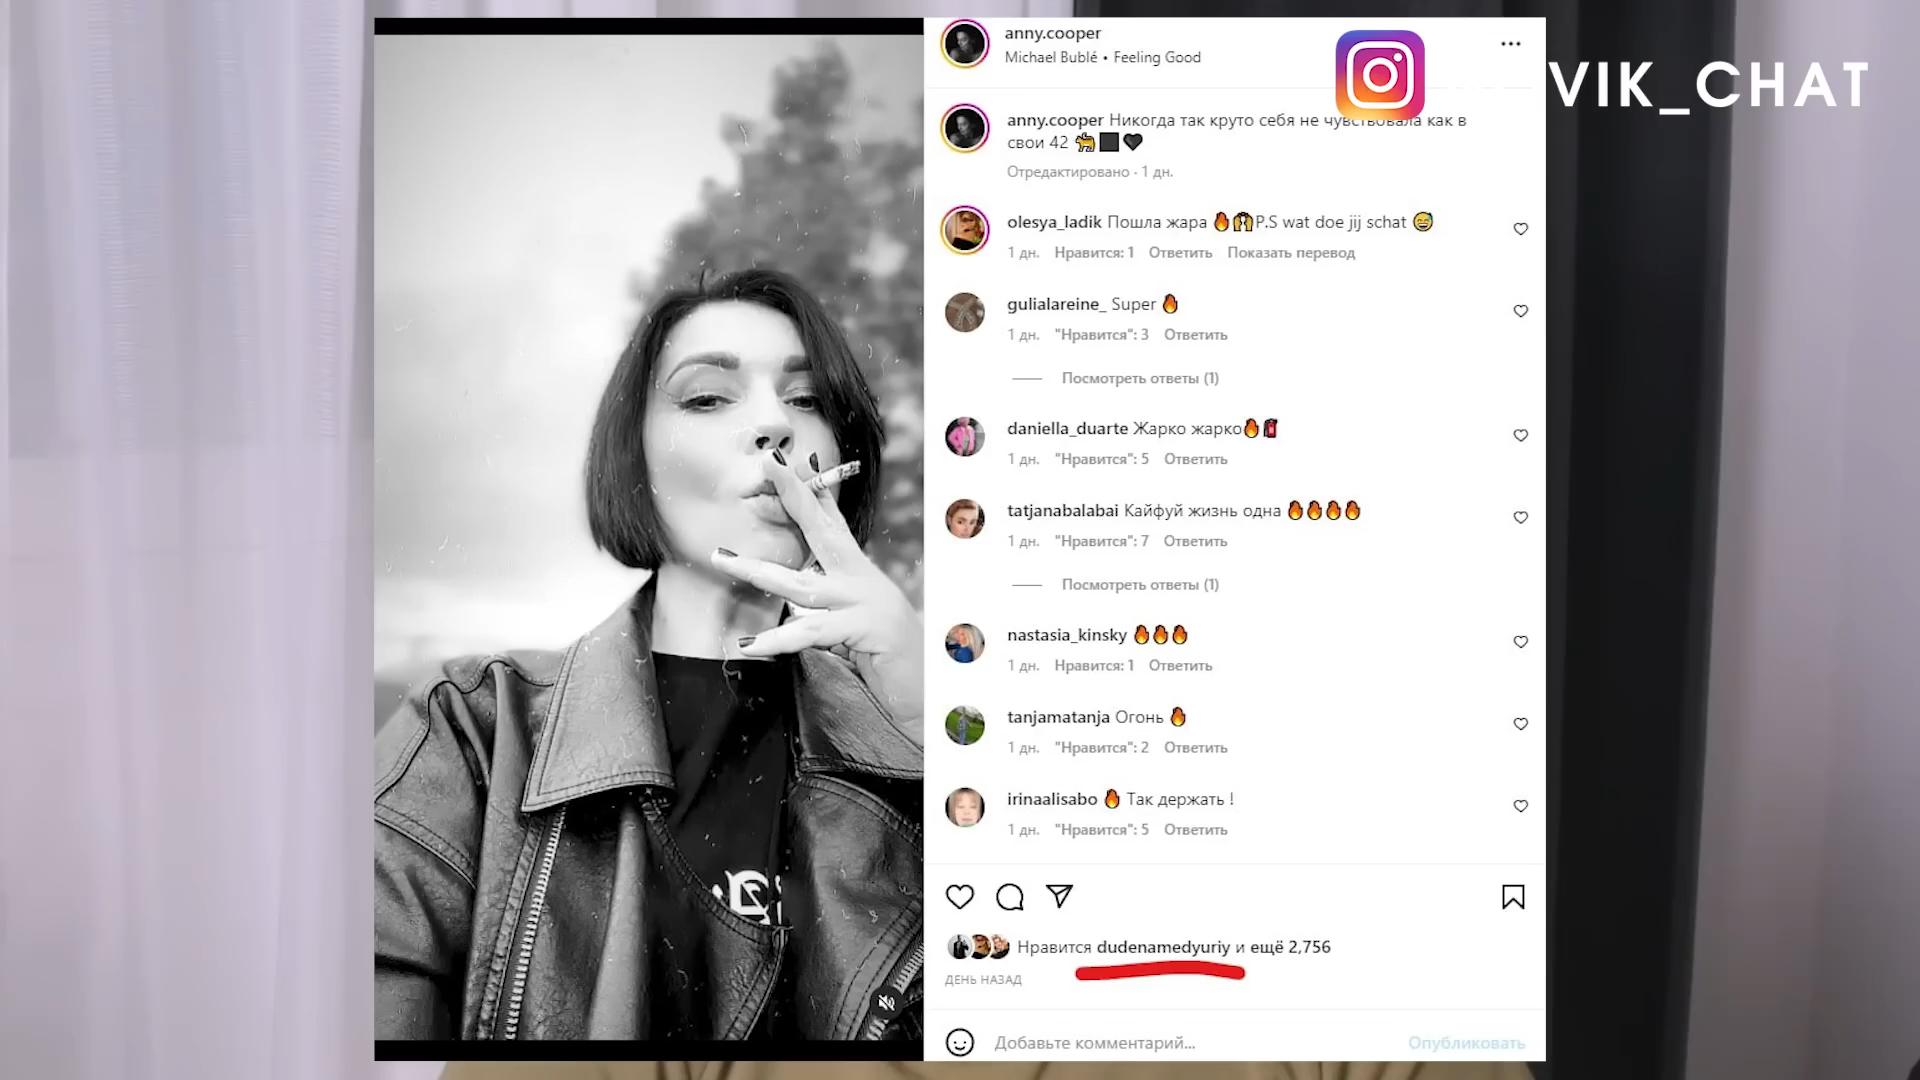 anny.cooper
Michael Bublé • Feeling Good
VIK_CHAT
anny.cooper Никогда так круто себя не чувствовала как в
свои 42 🐈⬛🖤
Отредактировано · 1 дн.
olesya_ladik Пошла жара 🔥👯P.S wat doe jij schat 😅
1 дн. Нравится: 1 Ответить Показать перевод
gulialareine_ Super 🔥
1 дн. "Нравится": 3 Ответить
Посмотреть ответы (1)
daniella_duarte Жарко жарко🔥🧯
1 дн. "Нравится": 5 Ответить
tatjanabalabai Кайфуй жизнь одна 🔥🔥🔥🔥
1 дн. "Нравится": 7 Ответить
Посмотреть ответы (1)
nastasia_kinsky 🔥🔥🔥
1 дн. Нравится: 1 Ответить
tanjamatanja Огонь 🔥
1 дн. "Нравится": 2 Ответить
irinaalisabo 🔥 Так держать !
1 дн. "Нравится": 5 Ответить
Нравится dudenamedyuriy и ещё 2,756
ДЕНЬ НАЗАД
Добавьте комментарий...
Опубликовать